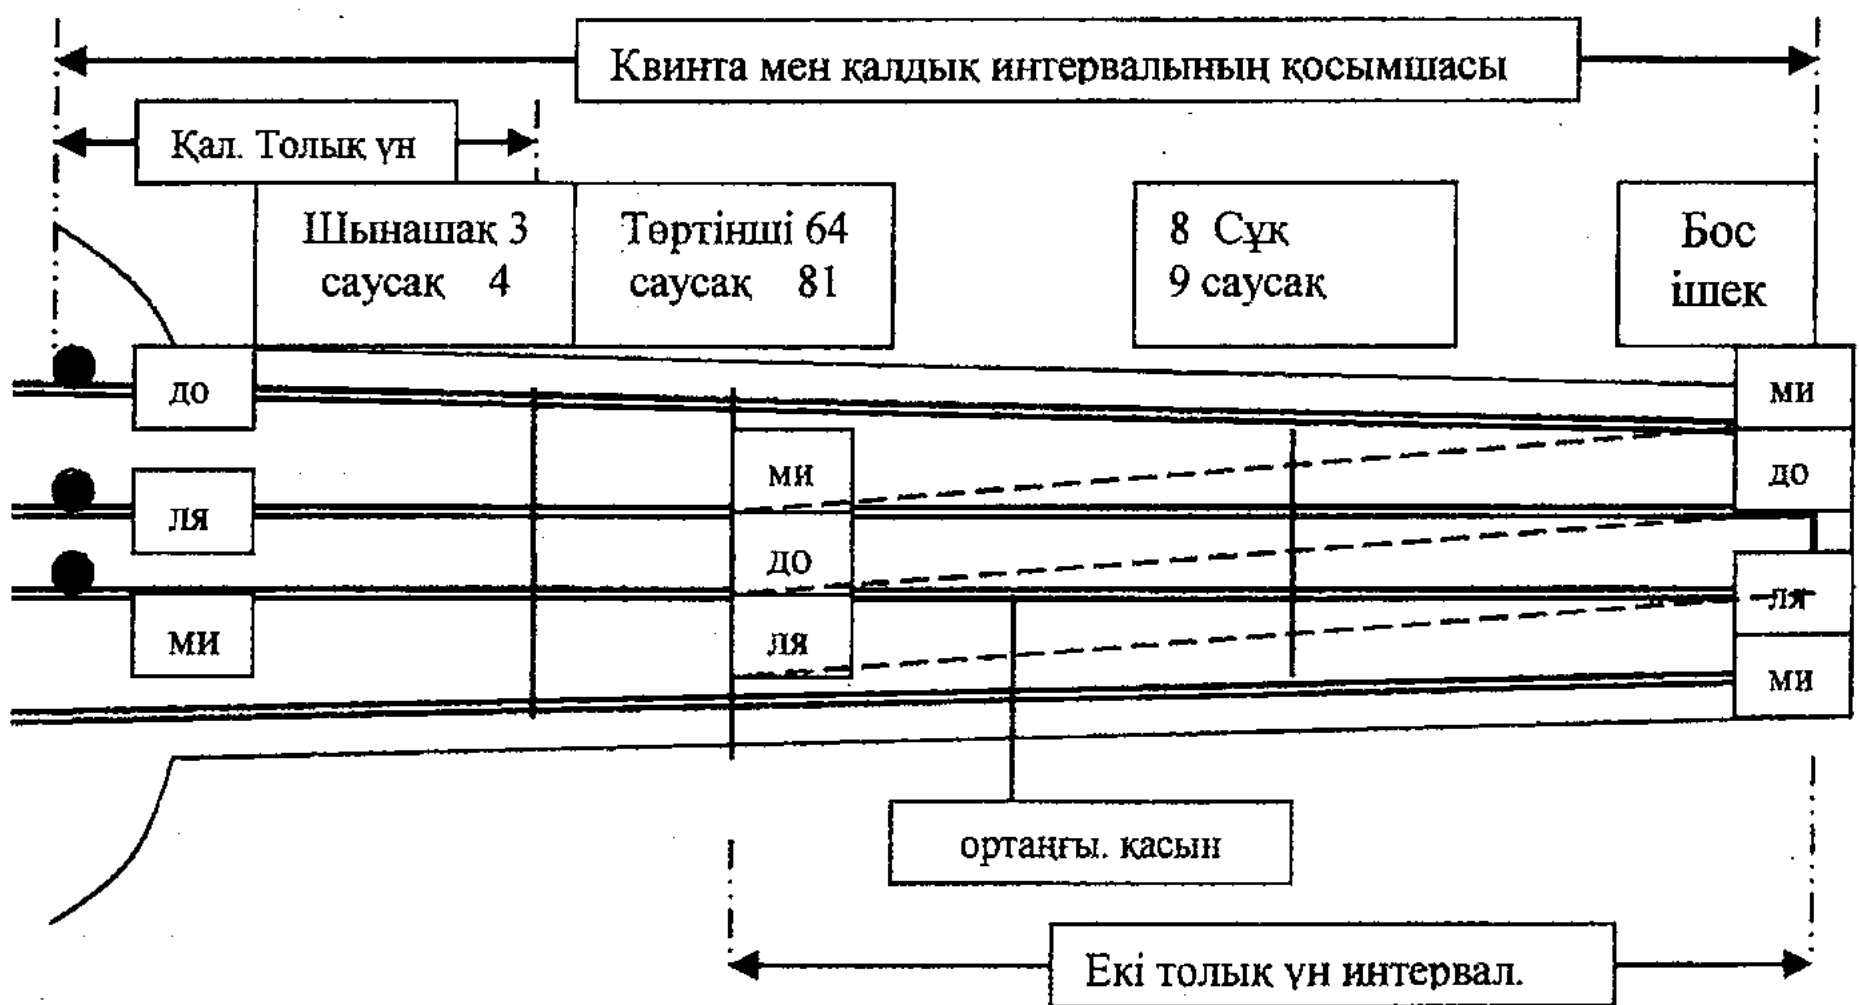 Квинта мен қалдық интервалының қосымшасы
Қал. Толық үн
Шынашақ 3
саусақ 4
Төртінші 64
саусақ 81
8 Сұқ
9 саусақ
Бос
ішек
до
ми
ми
до
ля
до
ля
ми
ля
ми
ортаңғы. қасын
Екі толық үн интервал.